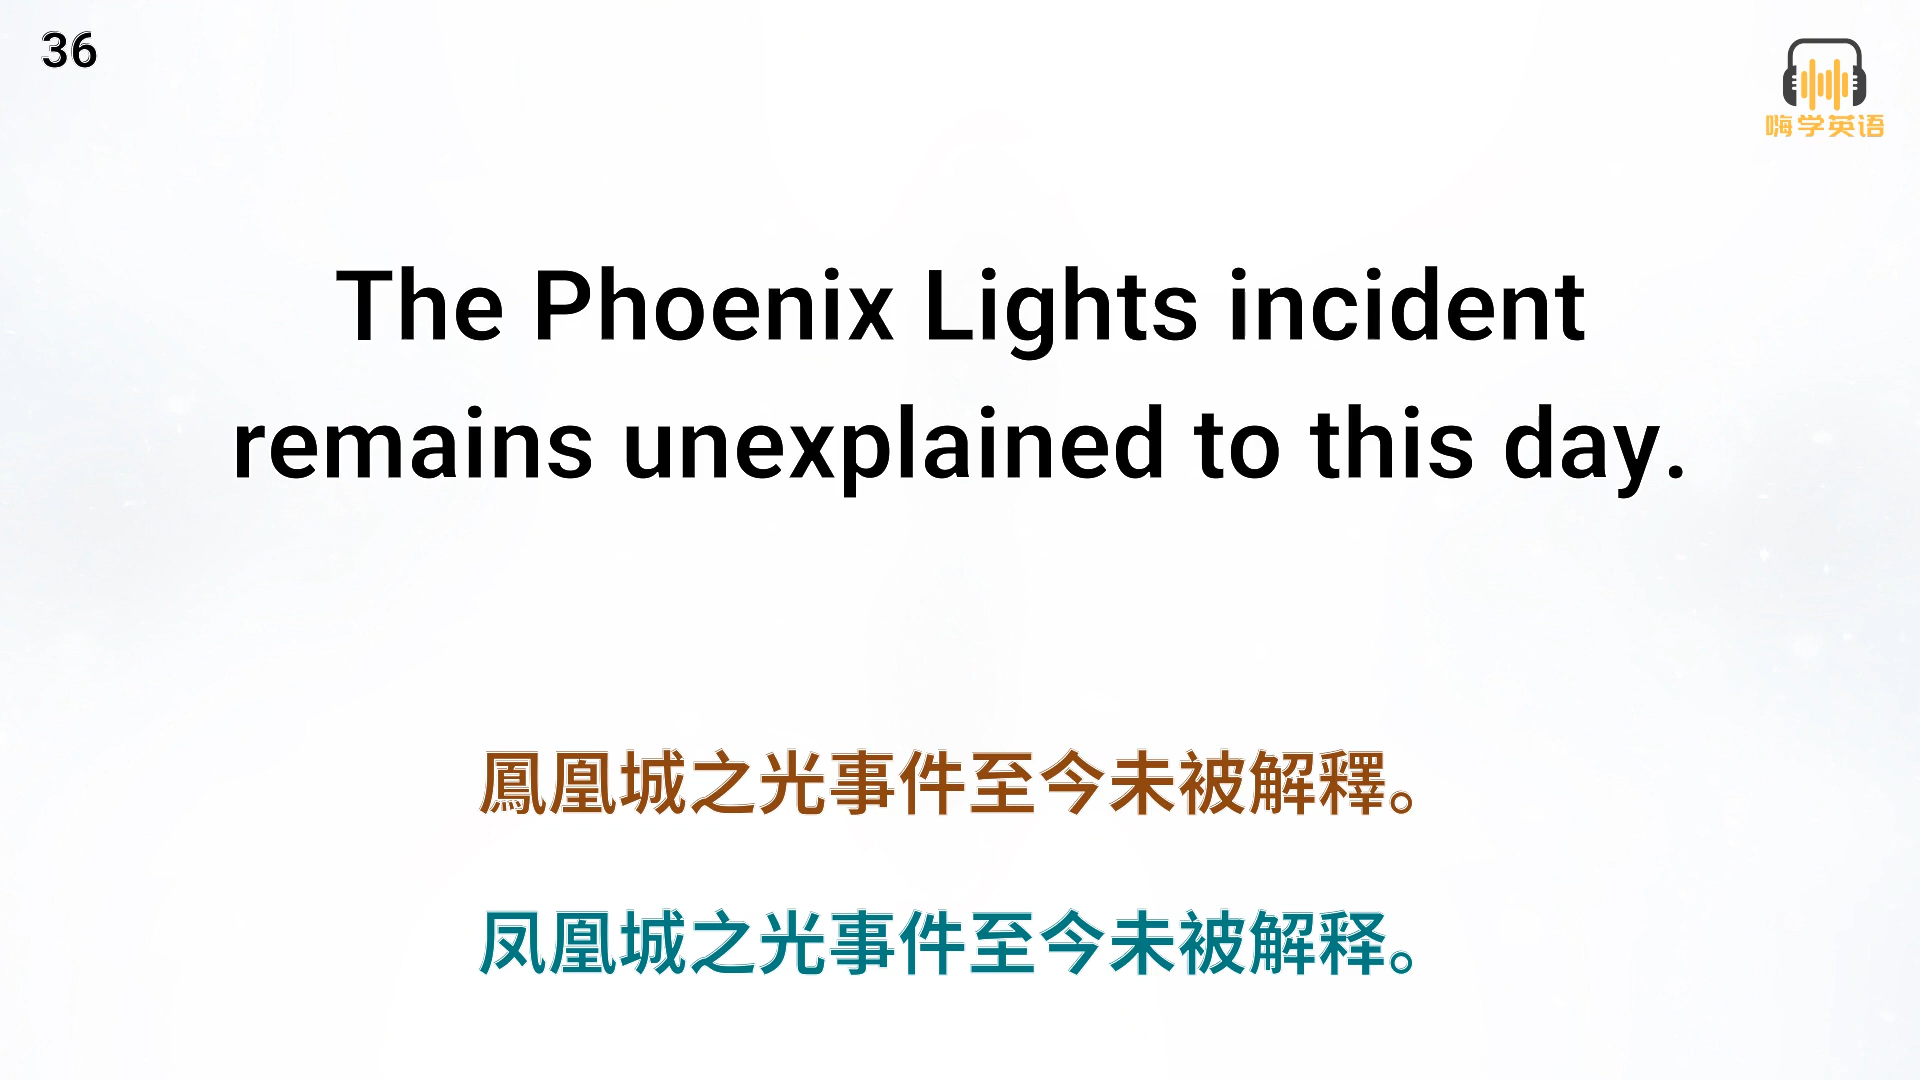 36
嗨学英语
The Phoenix Lights incident
remains unexplained to this day.
鳳凰城之光事件至今未被解釋。
凤凰城之光事件至今未被解释。